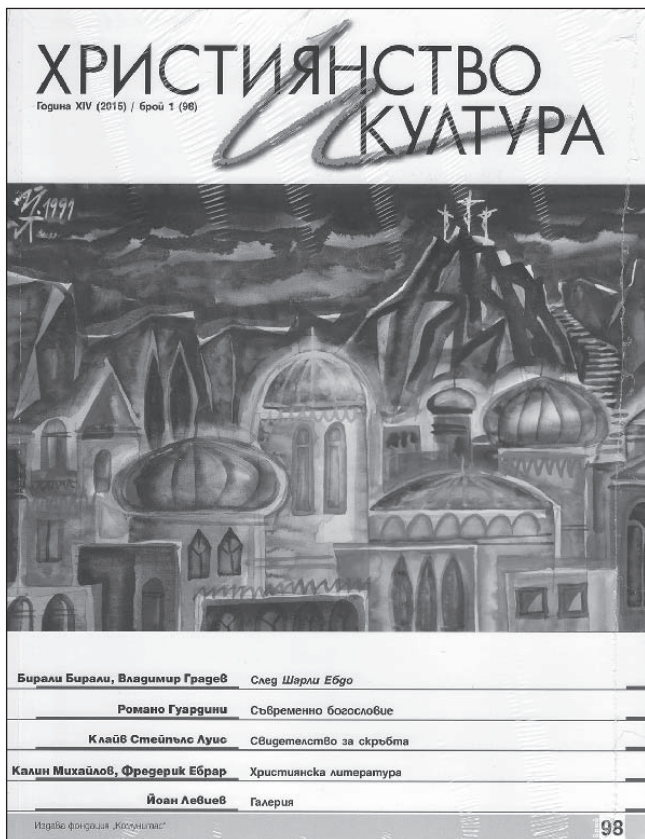 ХРИСТИЯНСТВО
И
КУЛТУРА
Година XIV (2015) / брой 1 (98)
1991
Бирали Бирали, Владимир Градев След Шарли Ебдо
Романо Гуардини Съвременно богословие
Клайв Стейпълс Луис Свидетелство за скръбта
Калин Михайлов, Фредерик Ебрар Християнска литература
Йоан Левиев Галерия
Издава фондация „Комунитас“
98